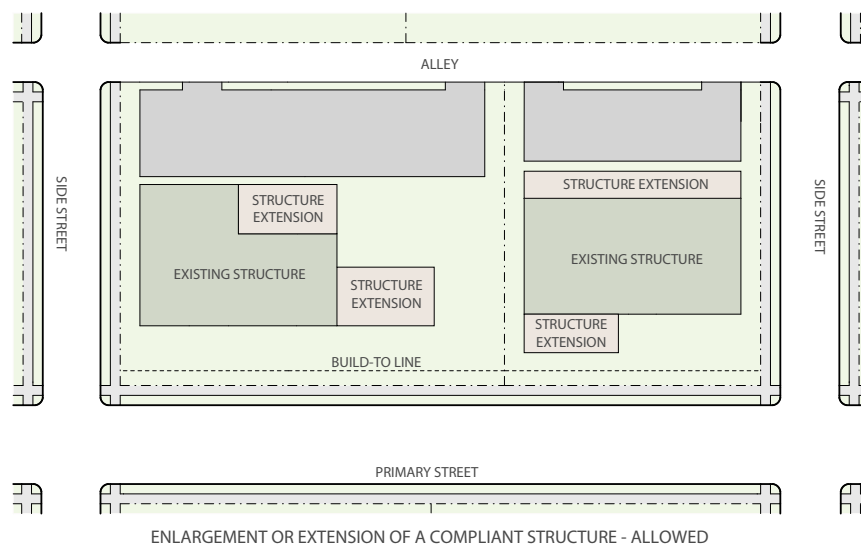 ALLEY
SIDE STREET
SIDE STREET
STRUCTURE
EXTENSION
STRUCTURE EXTENSION
EXISTING STRUCTURE
EXISTING STRUCTURE
STRUCTURE
EXTENSION
STRUCTURE
EXTENSION
BUILD-TO LINE
PRIMARY STREET
ENLARGEMENT OR EXTENSION OF A COMPLIANT STRUCTURE - ALLOWED